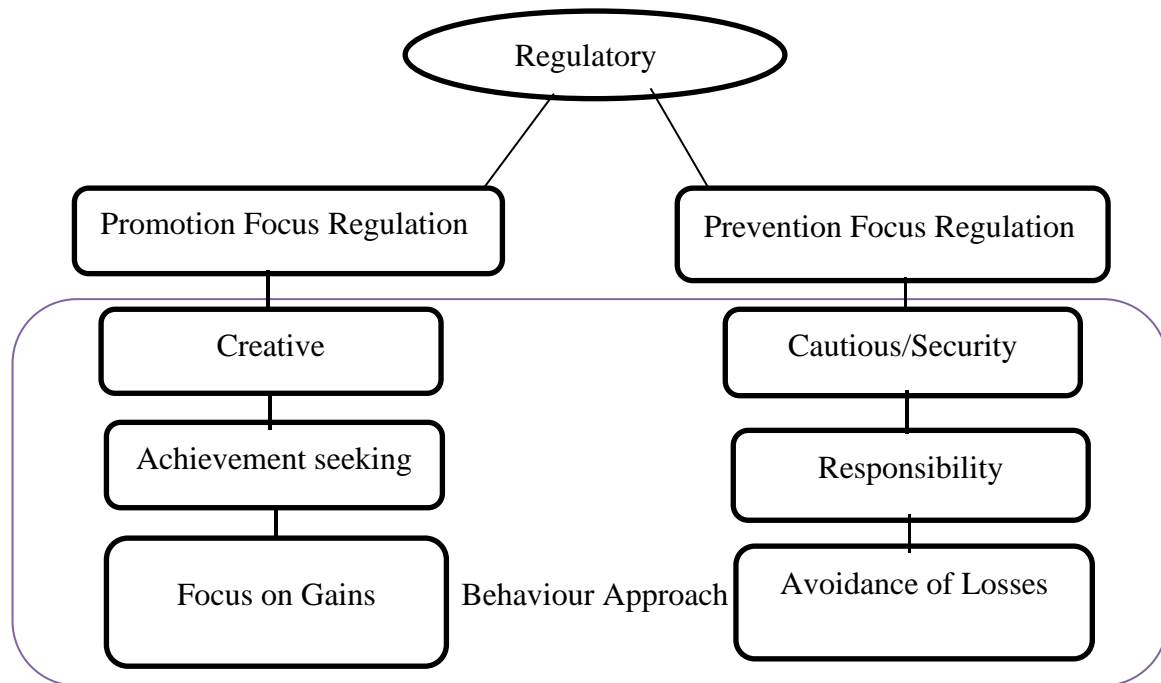 Regulatory
Promotion Focus Regulation
Prevention Focus Regulation
Creative
Cautious/Security
Achievement seeking
Responsibility
Focus on Gains
Behaviour Approach
Avoidance of Losses